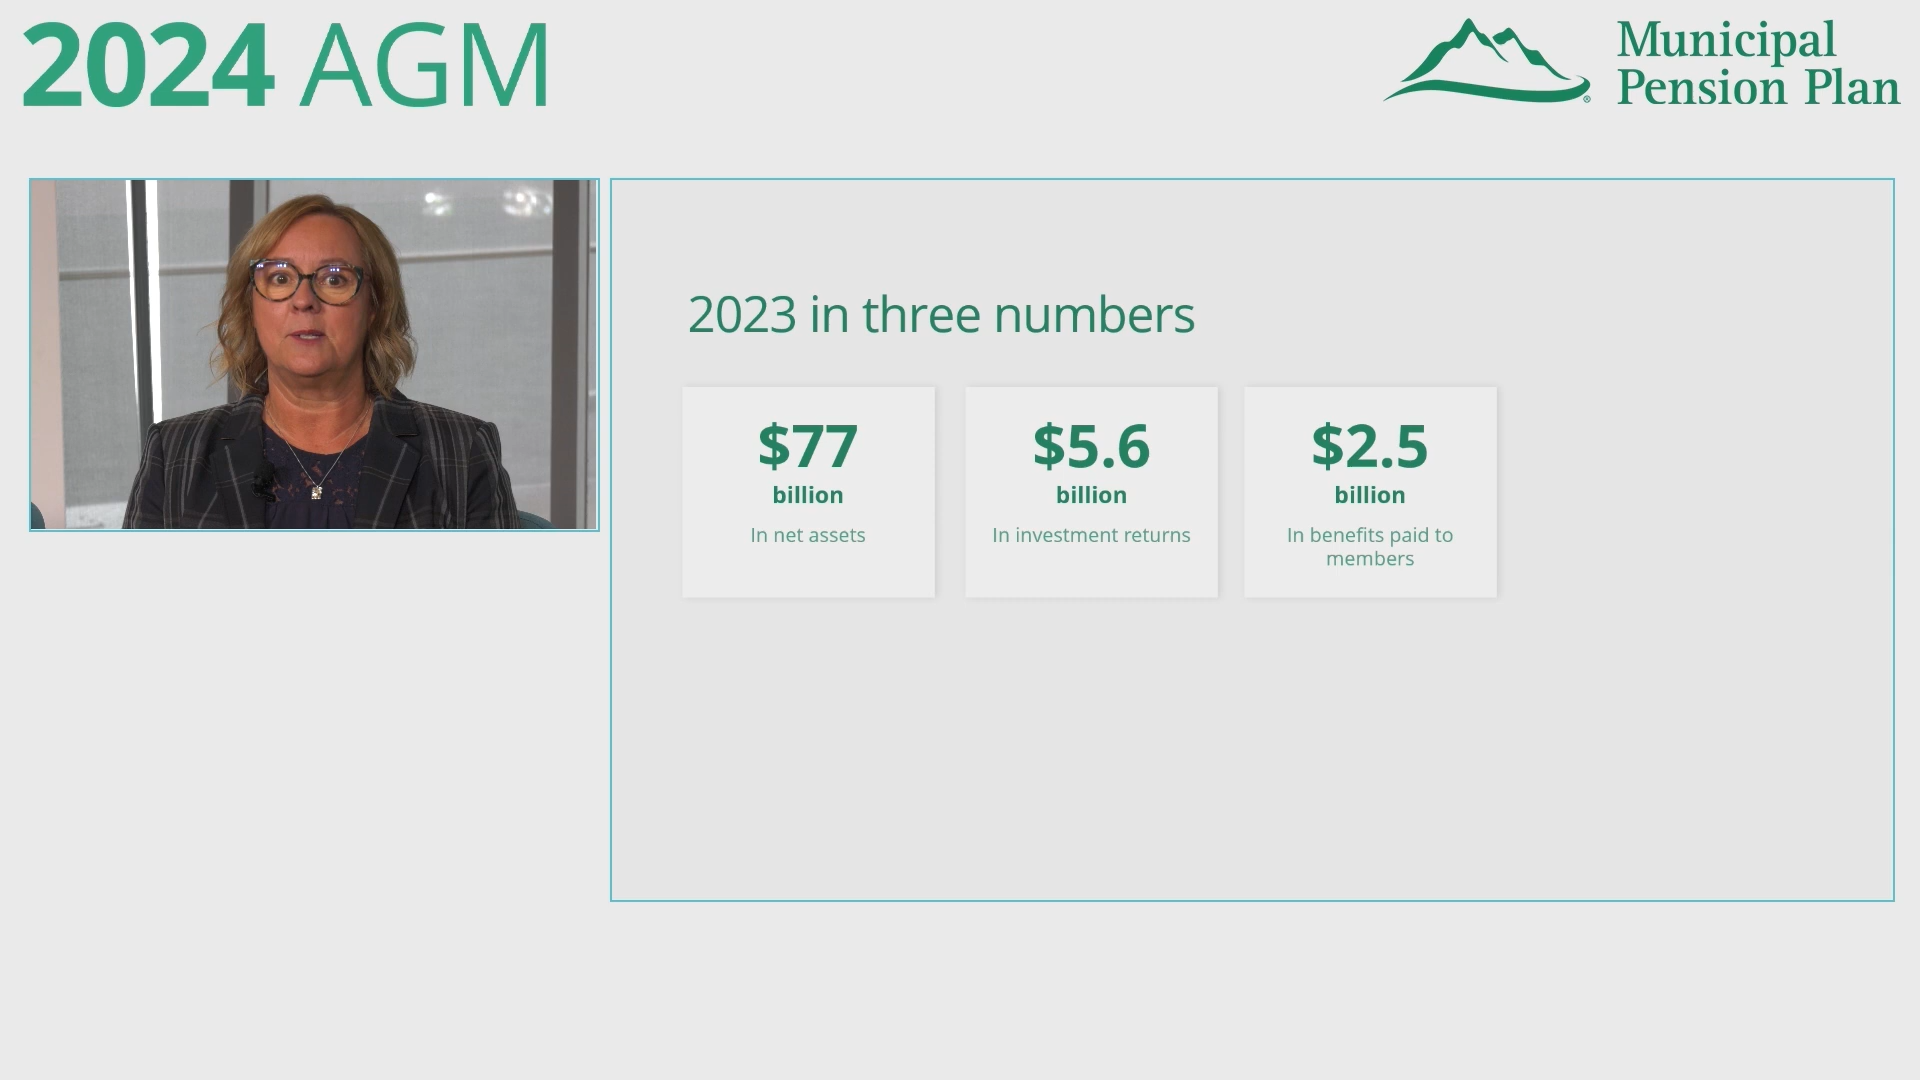 2024 AGM
Municipal
Pension Plan
®
2023 in three numbers
$77
billion
In net assets
$5.6
billion
In investment returns
$2.5
billion
In benefits paid to
members